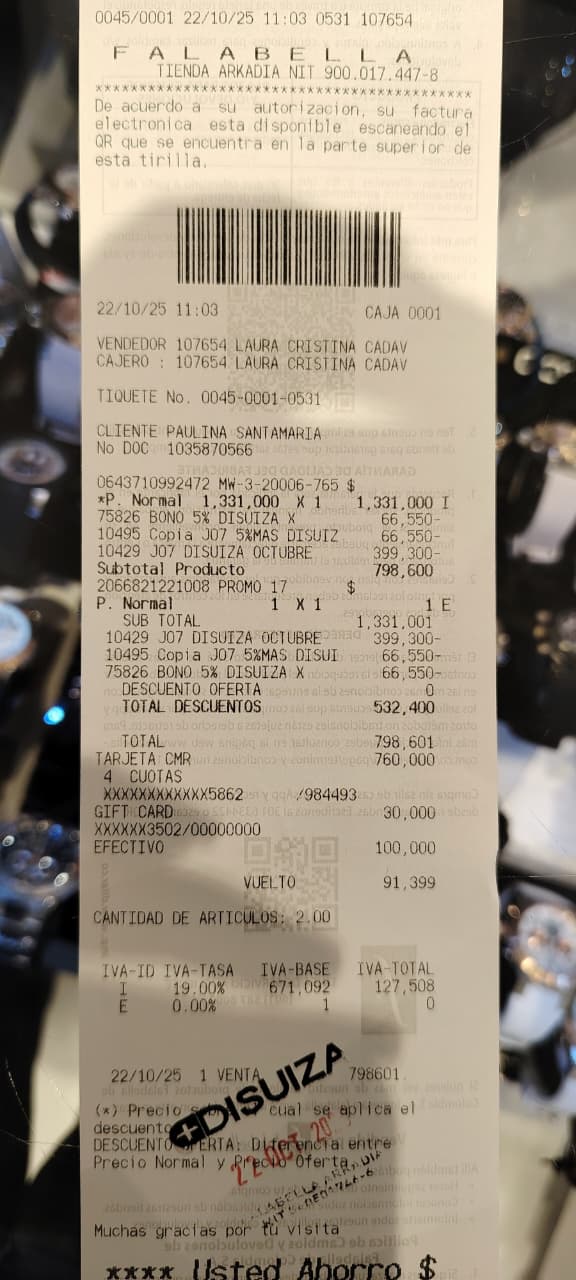 0045/0001 22/10/25 11:03 0531 107654
FALABELLA
TIENDA ARKADIA NIT 900.017.447-8
****************************************
De acuerdo a su autorizacion, su factura
electronica esta disponible escaneando el
QR que se encuentra en la parte superior de
esta tirilla.
22/10/25 11:03 CAJA 0001
VENDEDOR 107654 LAURA CRISTINA CADAV
CAJERO : 107654 LAURA CRISTINA CADAV
TIQUETE No. 0045-0001-0531
CLIENTE PAULINA SANTAMARIA
No DOC 1035870566
0643710992472 MW-3-20006-765 $
*P. Normal 1,331,000 X 1 1,331,000 I
75826 BONO 5% DISUIZA X 66,550-
10495 Copia J07 5%MAS DISUIZ 66,550-
10429 J07 DISUIZA OCTUBRE 399,300-
Subtotal Producto 798,600
2066821221008 PROMO 17 $
P. Normal 1 X 1 1 E
SUB TOTAL 1,331,001
10429 J07 DISUIZA OCTUBRE 399,300-
10495 Copia J07 5%MAS DISUI 66,550-
75826 BONO 5% DISUIZA X 66,550-
DESCUENTO OFERTA 0
TOTAL DESCUENTOS 532,400
TOTAL 798,601
TARJETA CMR 760,000
4 CUOTAS
XXXXXXXXXXXX5862 /984493
GIFT CARD 30,000
XXXXXX3502/00000000
EFECTIVO 100,000
VUELTO 91,399
CANTIDAD DE ARTICULOS: 2.00
IVA-ID IVA-TASA IVA-BASE IVA-TOTAL
I 19.00% 671,092 127,508
E 0.00% 1 0
22/10/25 1 VENTA 798601
DISUIZA
(*) Precio cual se aplica el
descuento
DESCUENTO OFERTA: Diferencia entre
Precio Normal y Precio Oferta
22 OCT
Muchas gracias por tu visita
**** Usted Ahorro $